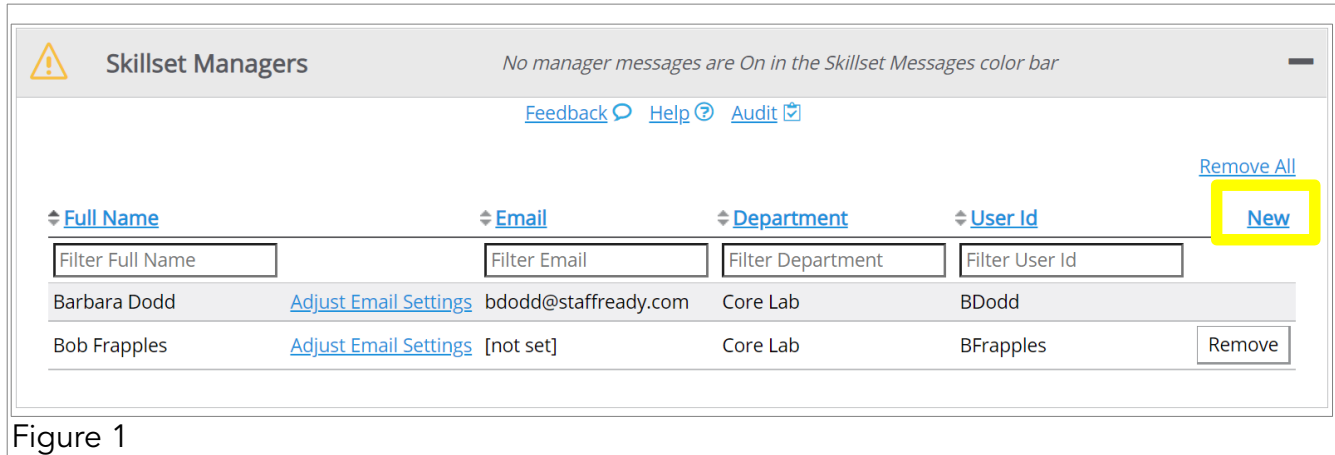 Skillset Managers No manager messages are On in the Skillset Messages color bar
Feedback Help Audit
Remove All
Full Name Email Department User Id New
Filter Full Name Filter Email Filter Department Filter User Id
Barbara Dodd Adjust Email Settings bdodd@staffready.com Core Lab BDodd
Bob Frapples Adjust Email Settings [not set] Core Lab BFrapples Remove
Figure 1